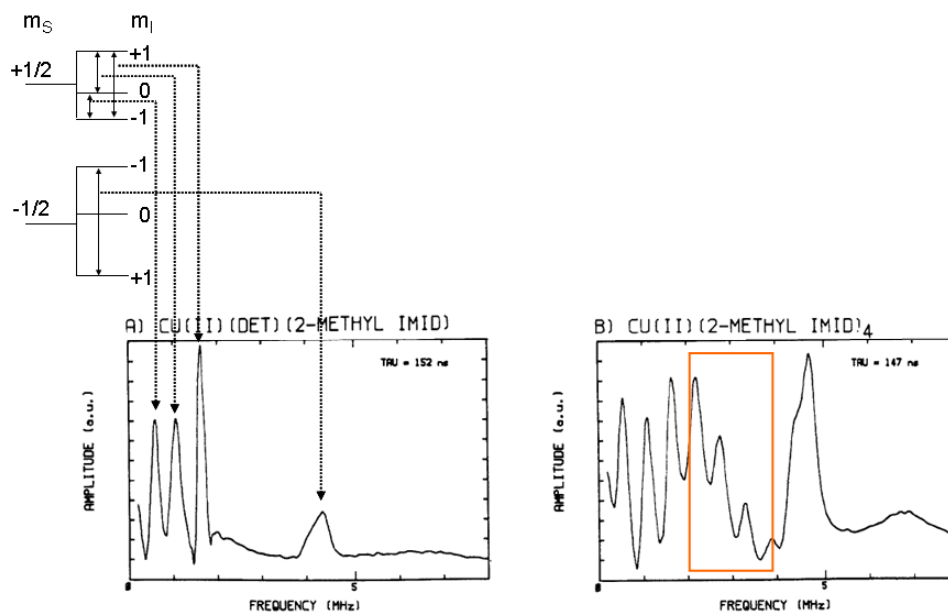 mS mI
+1
+1/2
0
-1
-1
-1/2
0
+1
A) CU(II)(DET)(2-METHYL IMID)
TAU = 152 ns
AMPLITUDE (a.u.)
0 5
FREQUENCY (MHz)
B) CU(II)(2-METHYL IMID)4
TAU = 147 ns
AMPLITUDE (a.u.)
0 5
FREQUENCY (MHz)